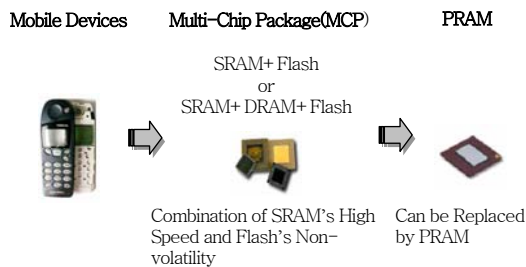 Mobile Devices
Multi-Chip Package(MCP)
PRAM
SRAM+Flash
or
SRAM+DRAM+Flash
Combination of SRAM's High
Speed and Flash's Non-
volatility
Can be Replaced
by PRAM